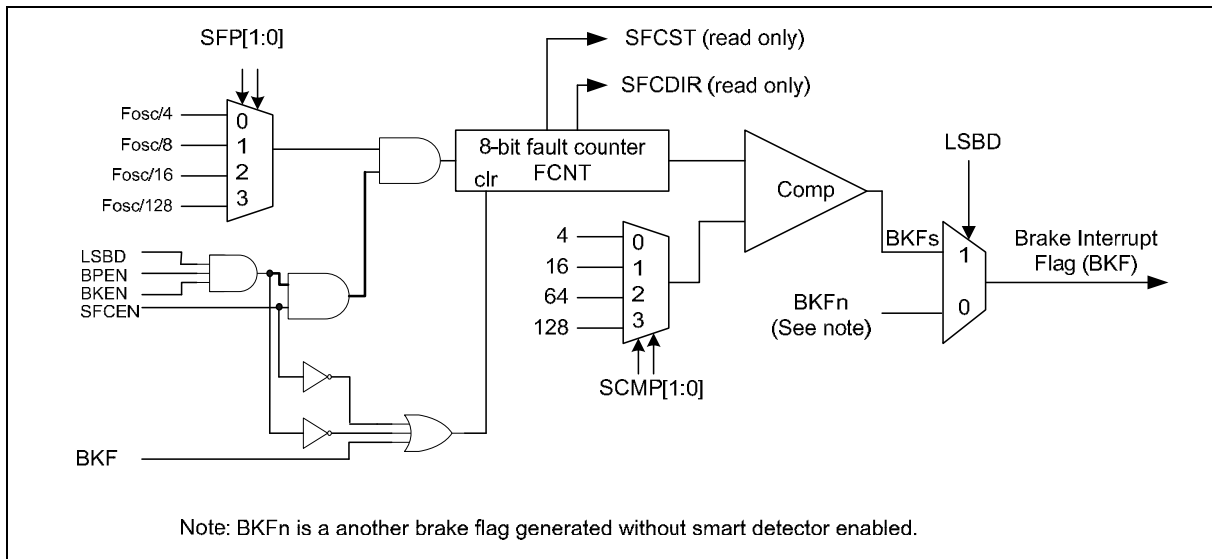 SFP[1:0]
SFCST (read only)
SFCDIR (read only)
Fosc/4
Fosc/8
Fosc/16
Fosc/128
0
1
2
3
8-bit fault counter
FCNT
clr
LSBD
BPEN
BKEN
SFCEN
BKF
4
16
64
128
0
1
2
3
SCMP[1:0]
Comp
LSBD
BKFs
BKFn
(See note)
1
0
Brake Interrupt
Flag (BKF)
Note: BKFn is a another brake flag generated without smart detector enabled.